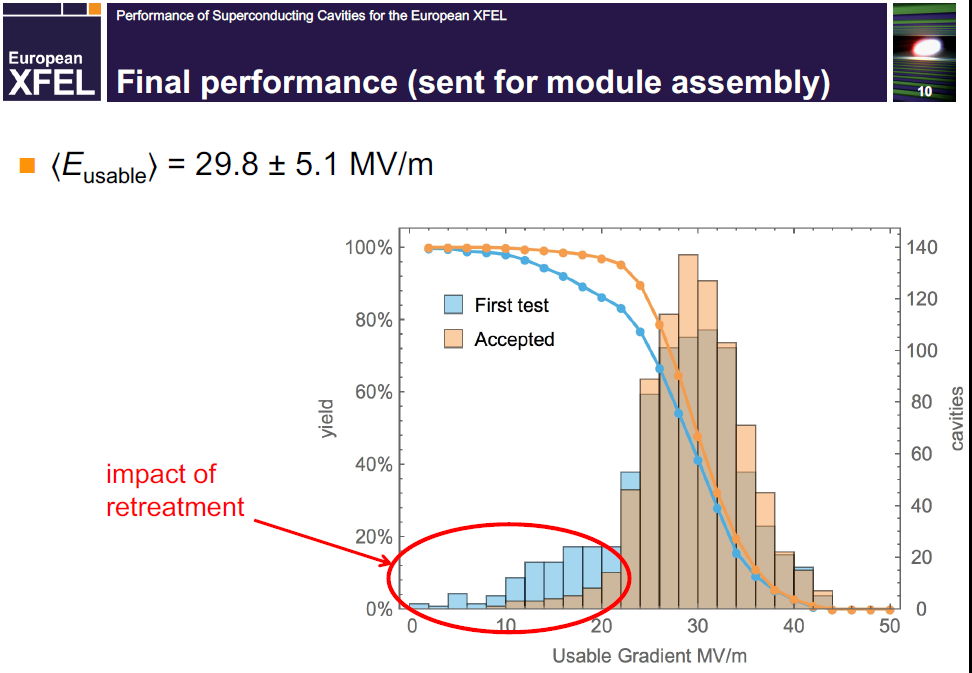 Performance of Superconducting Cavities for the European XFEL
European
XFEL
Final performance (sent for module assembly)
10
⟨E_usable⟩ = 29.8 ± 5.1 MV/m
100%
80%
60%
40%
20%
0%
yield
First test
Accepted
140
120
100
80
60
40
20
0
cavities
impact of
retreatment
0 10 20 30 40 50
Usable Gradient MV/m